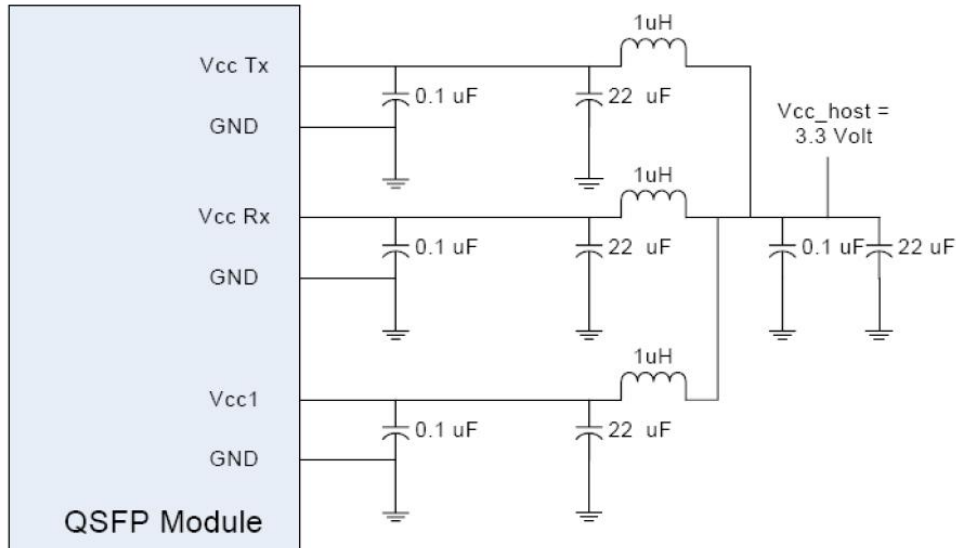 1uH
Vcc Tx
0.1 uF
22 uF
GND
Vcc_host =
3.3 Volt
1uH
Vcc Rx
0.1 uF
22 uF
0.1 uF
22 uF
GND
1uH
Vcc1
0.1 uF
22 uF
GND
QSFP Module